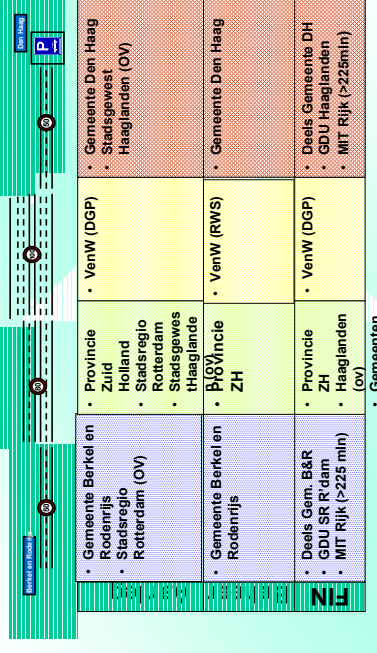 Berkel en
Den Haag
P
• Gemeente Berkel en
Rodenrijs
• Stadsregio
Rotterdam (OV)
• Provincie
Zuid
Holland
• Stadsregio
Rotterdam
• Stadsgewes
tHaaglande
n (ov)
• VenW (DGP)
• Gemeente Den Haag
• Stadsgewest
Haaglanden (OV)
• Gemeente Berkel en
Rodenrijs
• Provincie
ZH
• VenW (RWS)
• Gemeente Den Haag
FIN
• Deels Gem. B&R
• GDU SR R'dam
• MIT Rijk (>225 mln)
• Provincie
ZH
• Haaglanden
(ov)
• Gemeenten
• VenW (DGP)
• Deels Gemeente DH
• GDU Haaglanden
• MIT Rijk (>225mln)